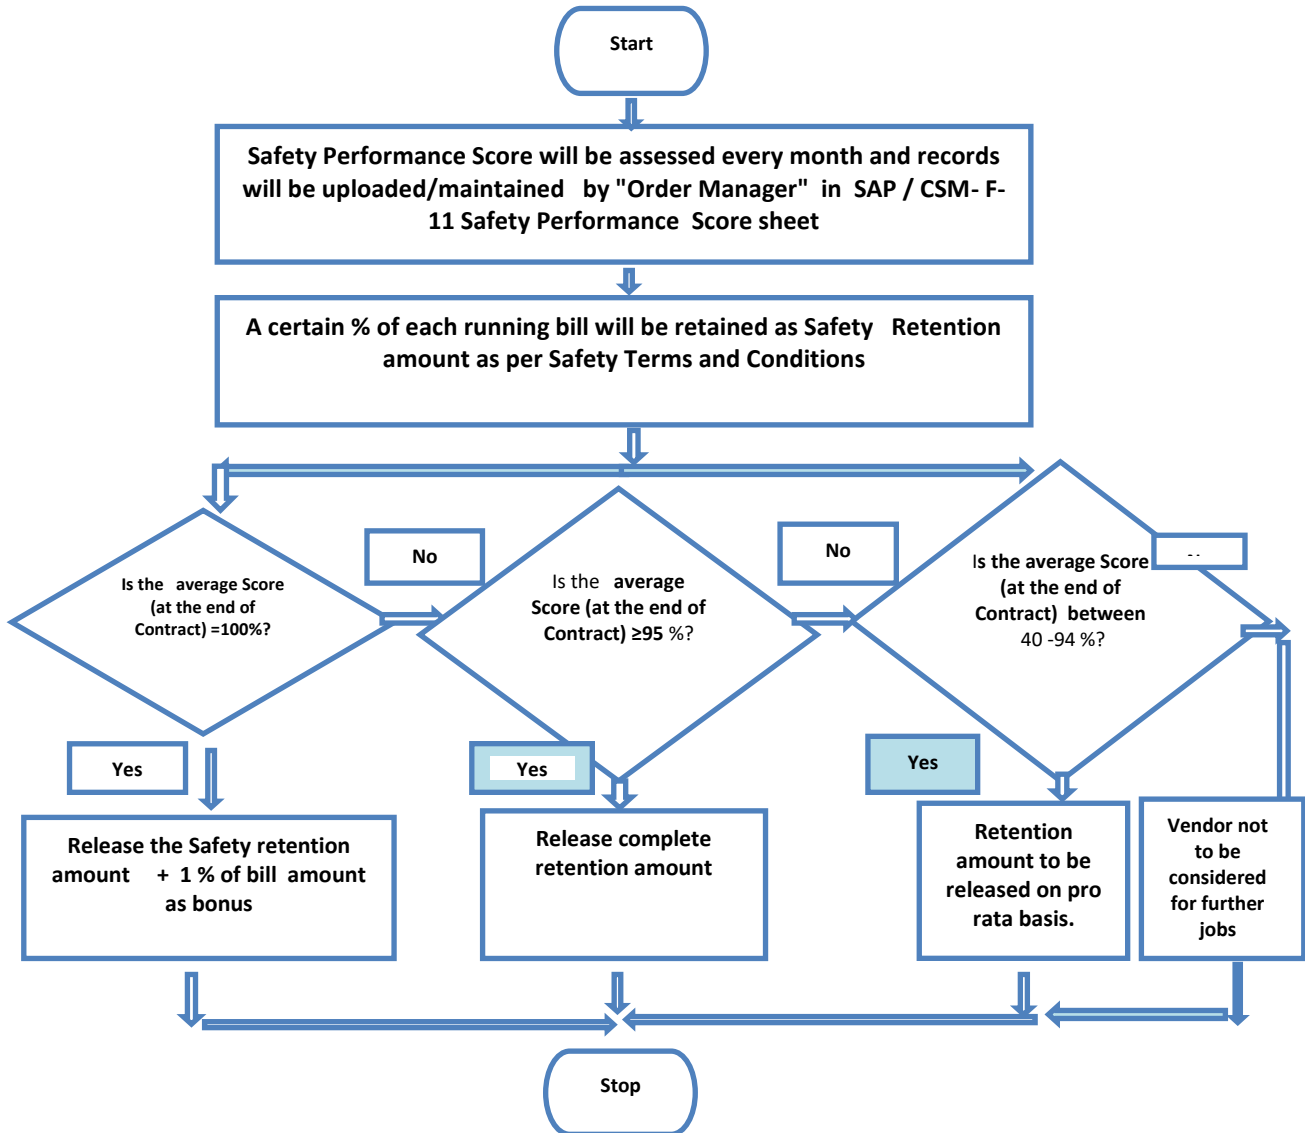 Start
Safety Performance Score will be assessed every month and records
will be uploaded/maintained by "Order Manager" in SAP / CSM- F-
11 Safety Performance Score sheet
A certain % of each running bill will be retained as Safety Retention
amount as per Safety Terms and Conditions
Is the average Score
(at the end of
Contract) =100%?
No
Is the average
Score (at the end of
Contract) ≥95 %?
No
Is the average Score
(at the end of
Contract) between
40 -94 %?
Yes
Yes
Yes
Release the Safety retention
amount + 1 % of bill amount
as bonus
Release complete
retention amount
Retention
amount to be
released on pro
rata basis.
Vendor not
to be
considered
for further
jobs
Stop